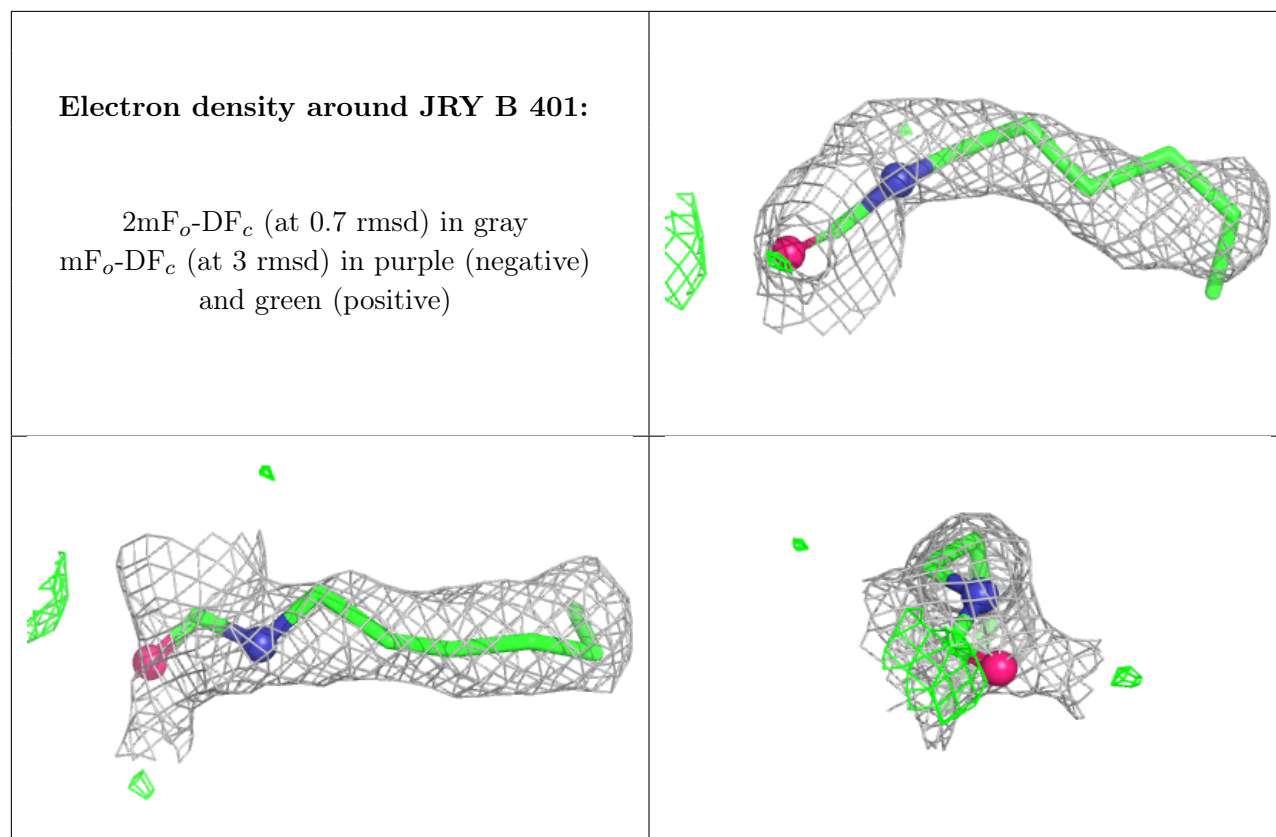 Electron density around JRY B 401:
2mFo-DFc (at 0.7 rmsd) in gray
mFo-DFc (at 3 rmsd) in purple (negative)
and green (positive)